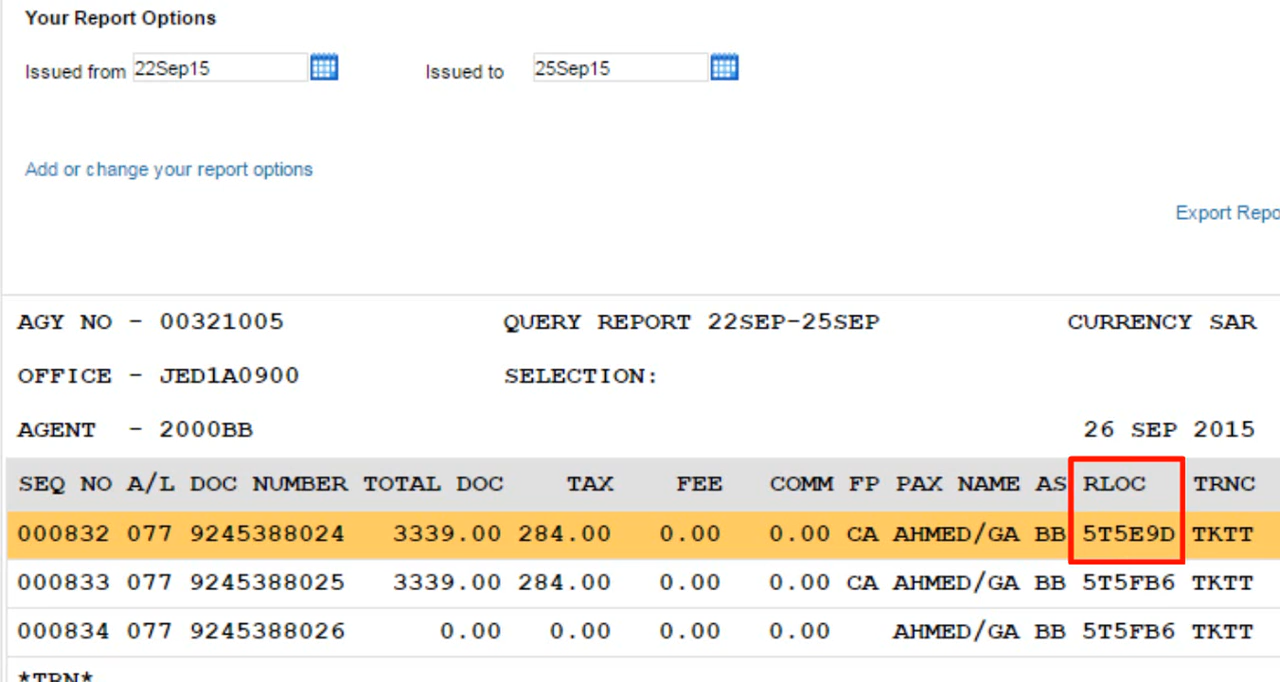 Your Report Options
Issued from 22Sep15 Issued to 25Sep15
Add or change your report options
Export Repo
AGY NO - 00321005 QUERY REPORT 22SEP-25SEP CURRENCY SAR
OFFICE - JED1A0900 SELECTION:
AGENT - 2000BB 26 SEP 2015
SEQ NO A/L DOC NUMBER TOTAL DOC TAX FEE COMM FP PAX NAME AS RLOC TRNC
000832 077 9245388024 3339.00 284.00 0.00 0.00 CA AHMED/GA BB 5T5E9D TKTT
000833 077 9245388025 3339.00 284.00 0.00 0.00 CA AHMED/GA BB 5T5FB6 TKTT
000834 077 9245388026 0.00 0.00 0.00 0.00 AHMED/GA BB 5T5FB6 TKTT
*TRN*